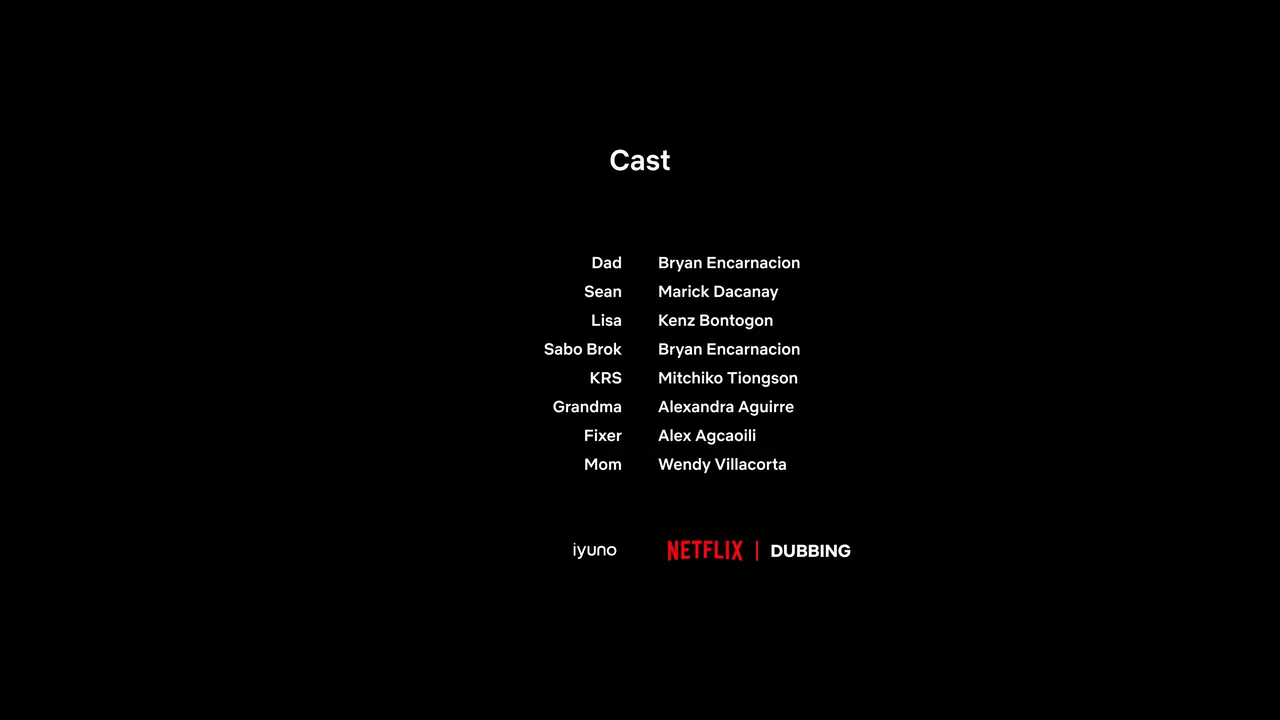 Cast
Dad Bryan Encarnacion
Sean Marick Dacanay
Lisa Kenz Bontogon
Sabo Brok Bryan Encarnacion
KRS Mitchiko Tiongson
Grandma Alexandra Aguirre
Fixer Alex Agcaoili
Mom Wendy Villacorta
iyuno NETFLIX | DUBBING